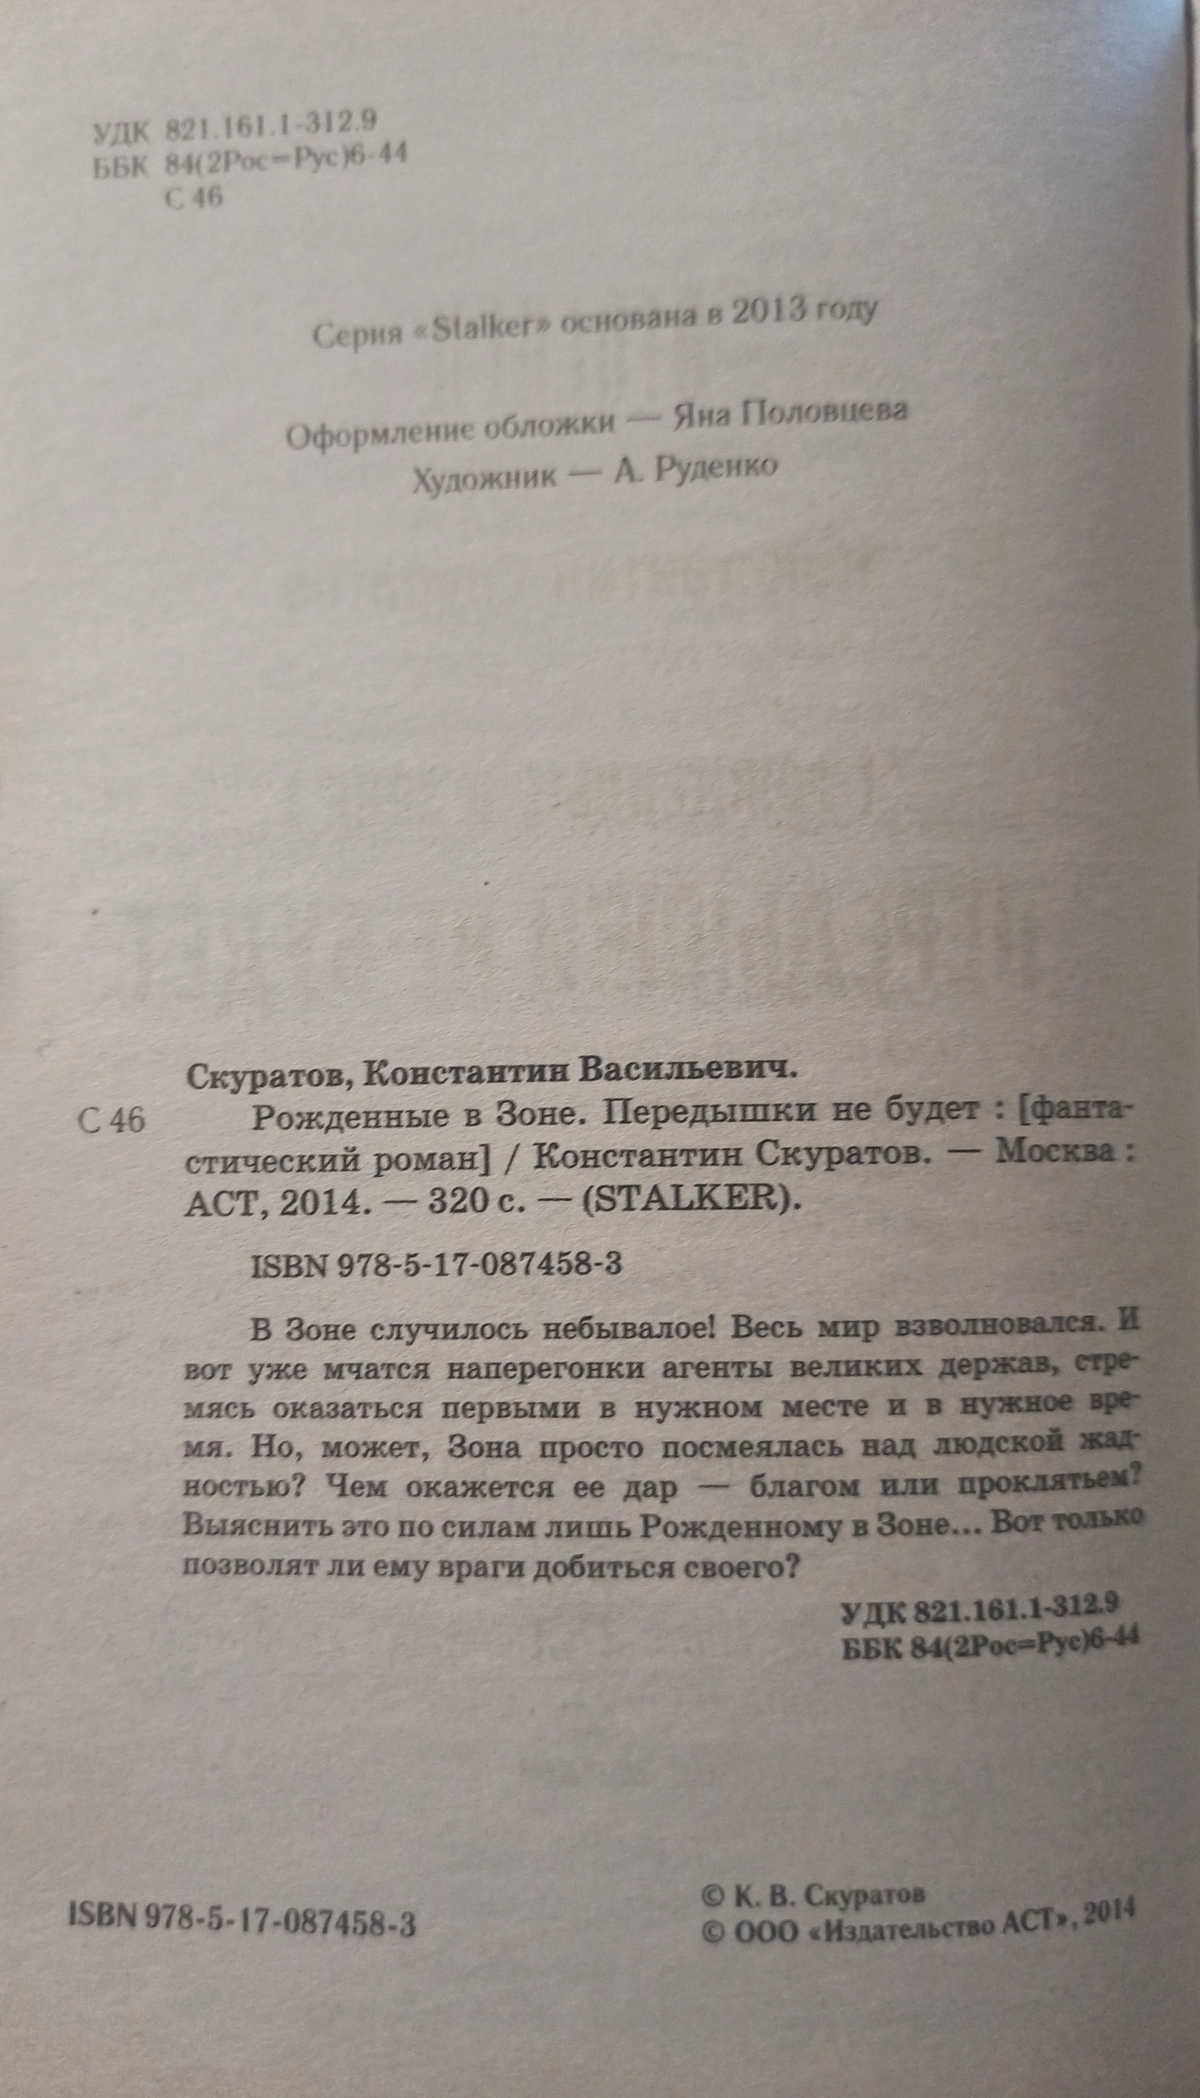 УДК 821.161.1-312.9
ББК 84(2Рос=Рус)6-44
С 46
Серия «Stalker» основана в 2013 году
Оформление обложки — Яна Половцева
Художник — А. Руденко
Скуратов, Константин Васильевич.
С 46 Рожденные в Зоне. Передышки не будет : [фанта-
стический роман] / Константин Скуратов. — Москва :
АСТ, 2014. — 320 с. — (STALKER).
ISBN 978-5-17-087458-3
В Зоне случилось небывалое! Весь мир взволновался. И
вот уже мчатся наперегонки агенты великих держав, стре-
мясь оказаться первыми в нужном месте и в нужное вре-
мя. Но, может, Зона просто посмеялась над людской жад-
ностью? Чем окажется ее дар — благом или проклятьем?
Выяснить это по силам лишь Рожденному в Зоне... Вот только
позволят ли ему враги добиться своего?
УДК 821.161.1-312.9
ББК 84(2Рос=Рус)6-44
ISBN 978-5-17-087458-3
© К. В. Скуратов
© ООО «Издательство АСТ», 2014